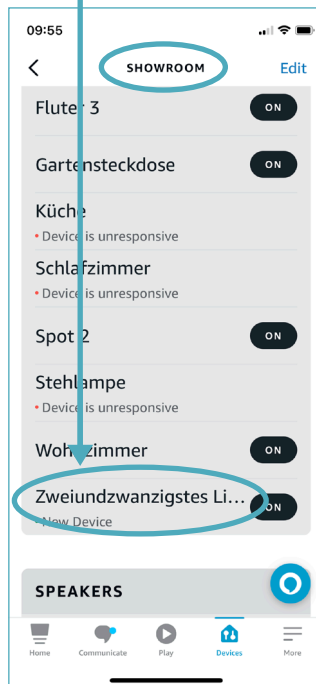 09:55
SHOWROOM Edit
Fluter 3 ON
Gartensteckdose ON
Küche
• Device is unresponsive
Schlafzimmer
• Device is unresponsive
Spot 2 ON
Stehlampe
• Device is unresponsive
Wohnzimmer ON
Zweiundzwanzigstes Li... ON
• New Device
SPEAKERS
Home Communicate Play Devices More